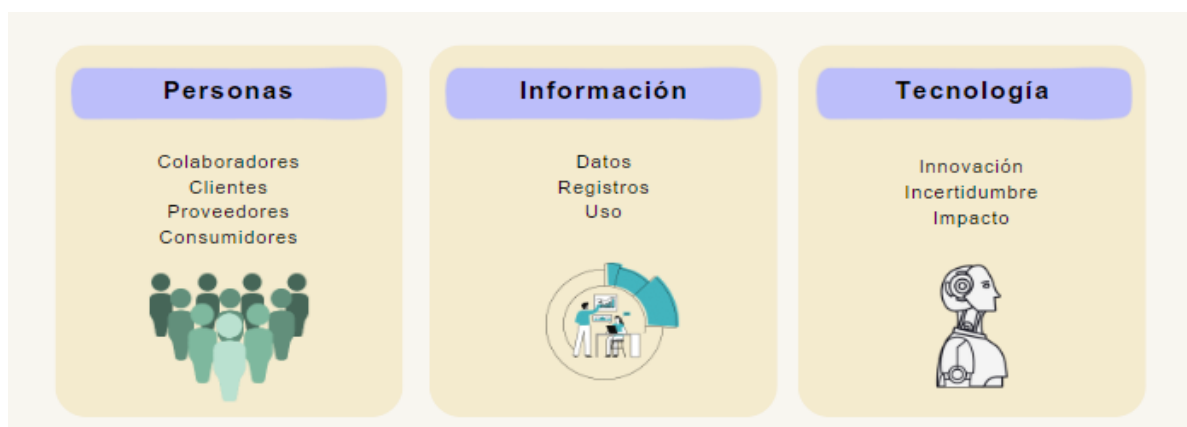 Personas
Colaboradores
Clientes
Proveedores
Consumidores
Información
Datos
Registros
Uso
Tecnología
Innovación
Incertidumbre
Impacto